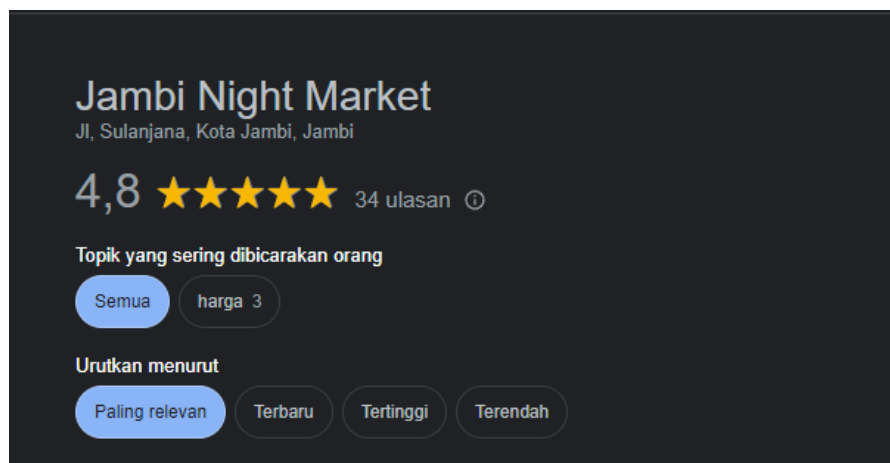 Jambi Night Market
Jl, Sulanjana, Kota Jambi, Jambi
4,8 34 ulasan
Topik yang sering dibicarakan orang
Semua harga 3
Urutkan menurut
Paling relevan Terbaru Tertinggi Terendah